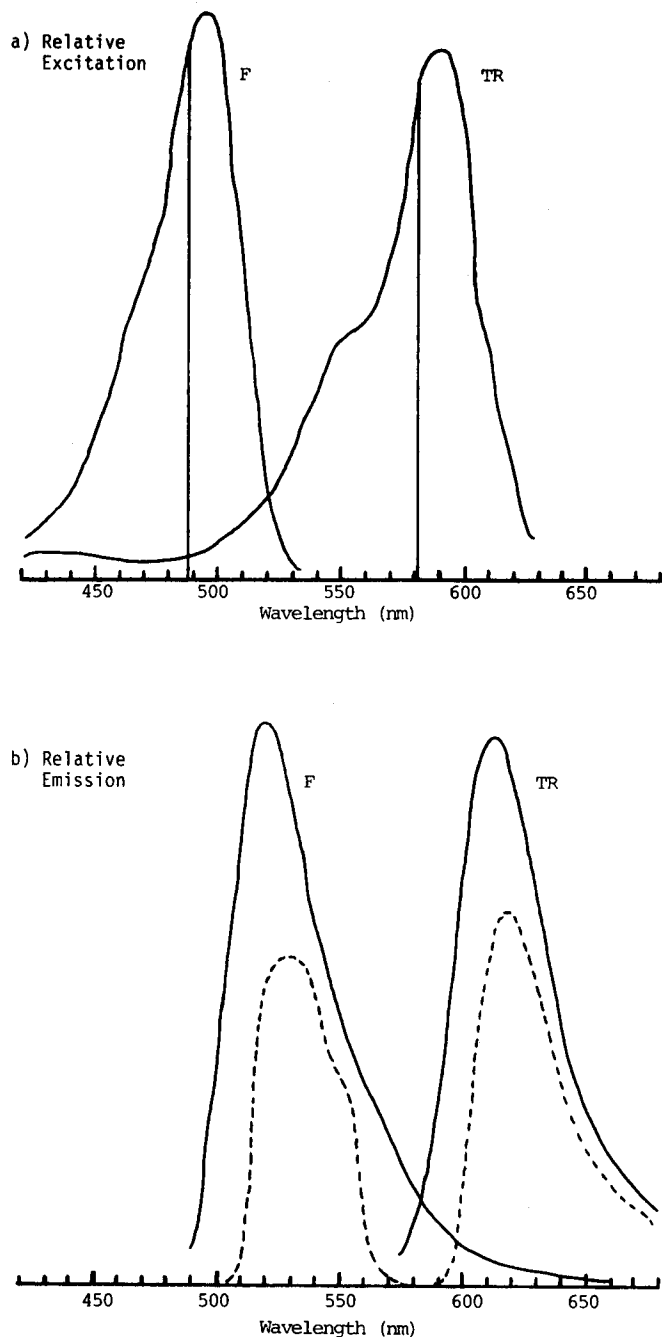 a) Relative
Excitation
F
TR
450 500 550 600 650
Wavelength (nm)
b) Relative
Emission
F
TR
450 500 550 600 650
Wavelength (nm)